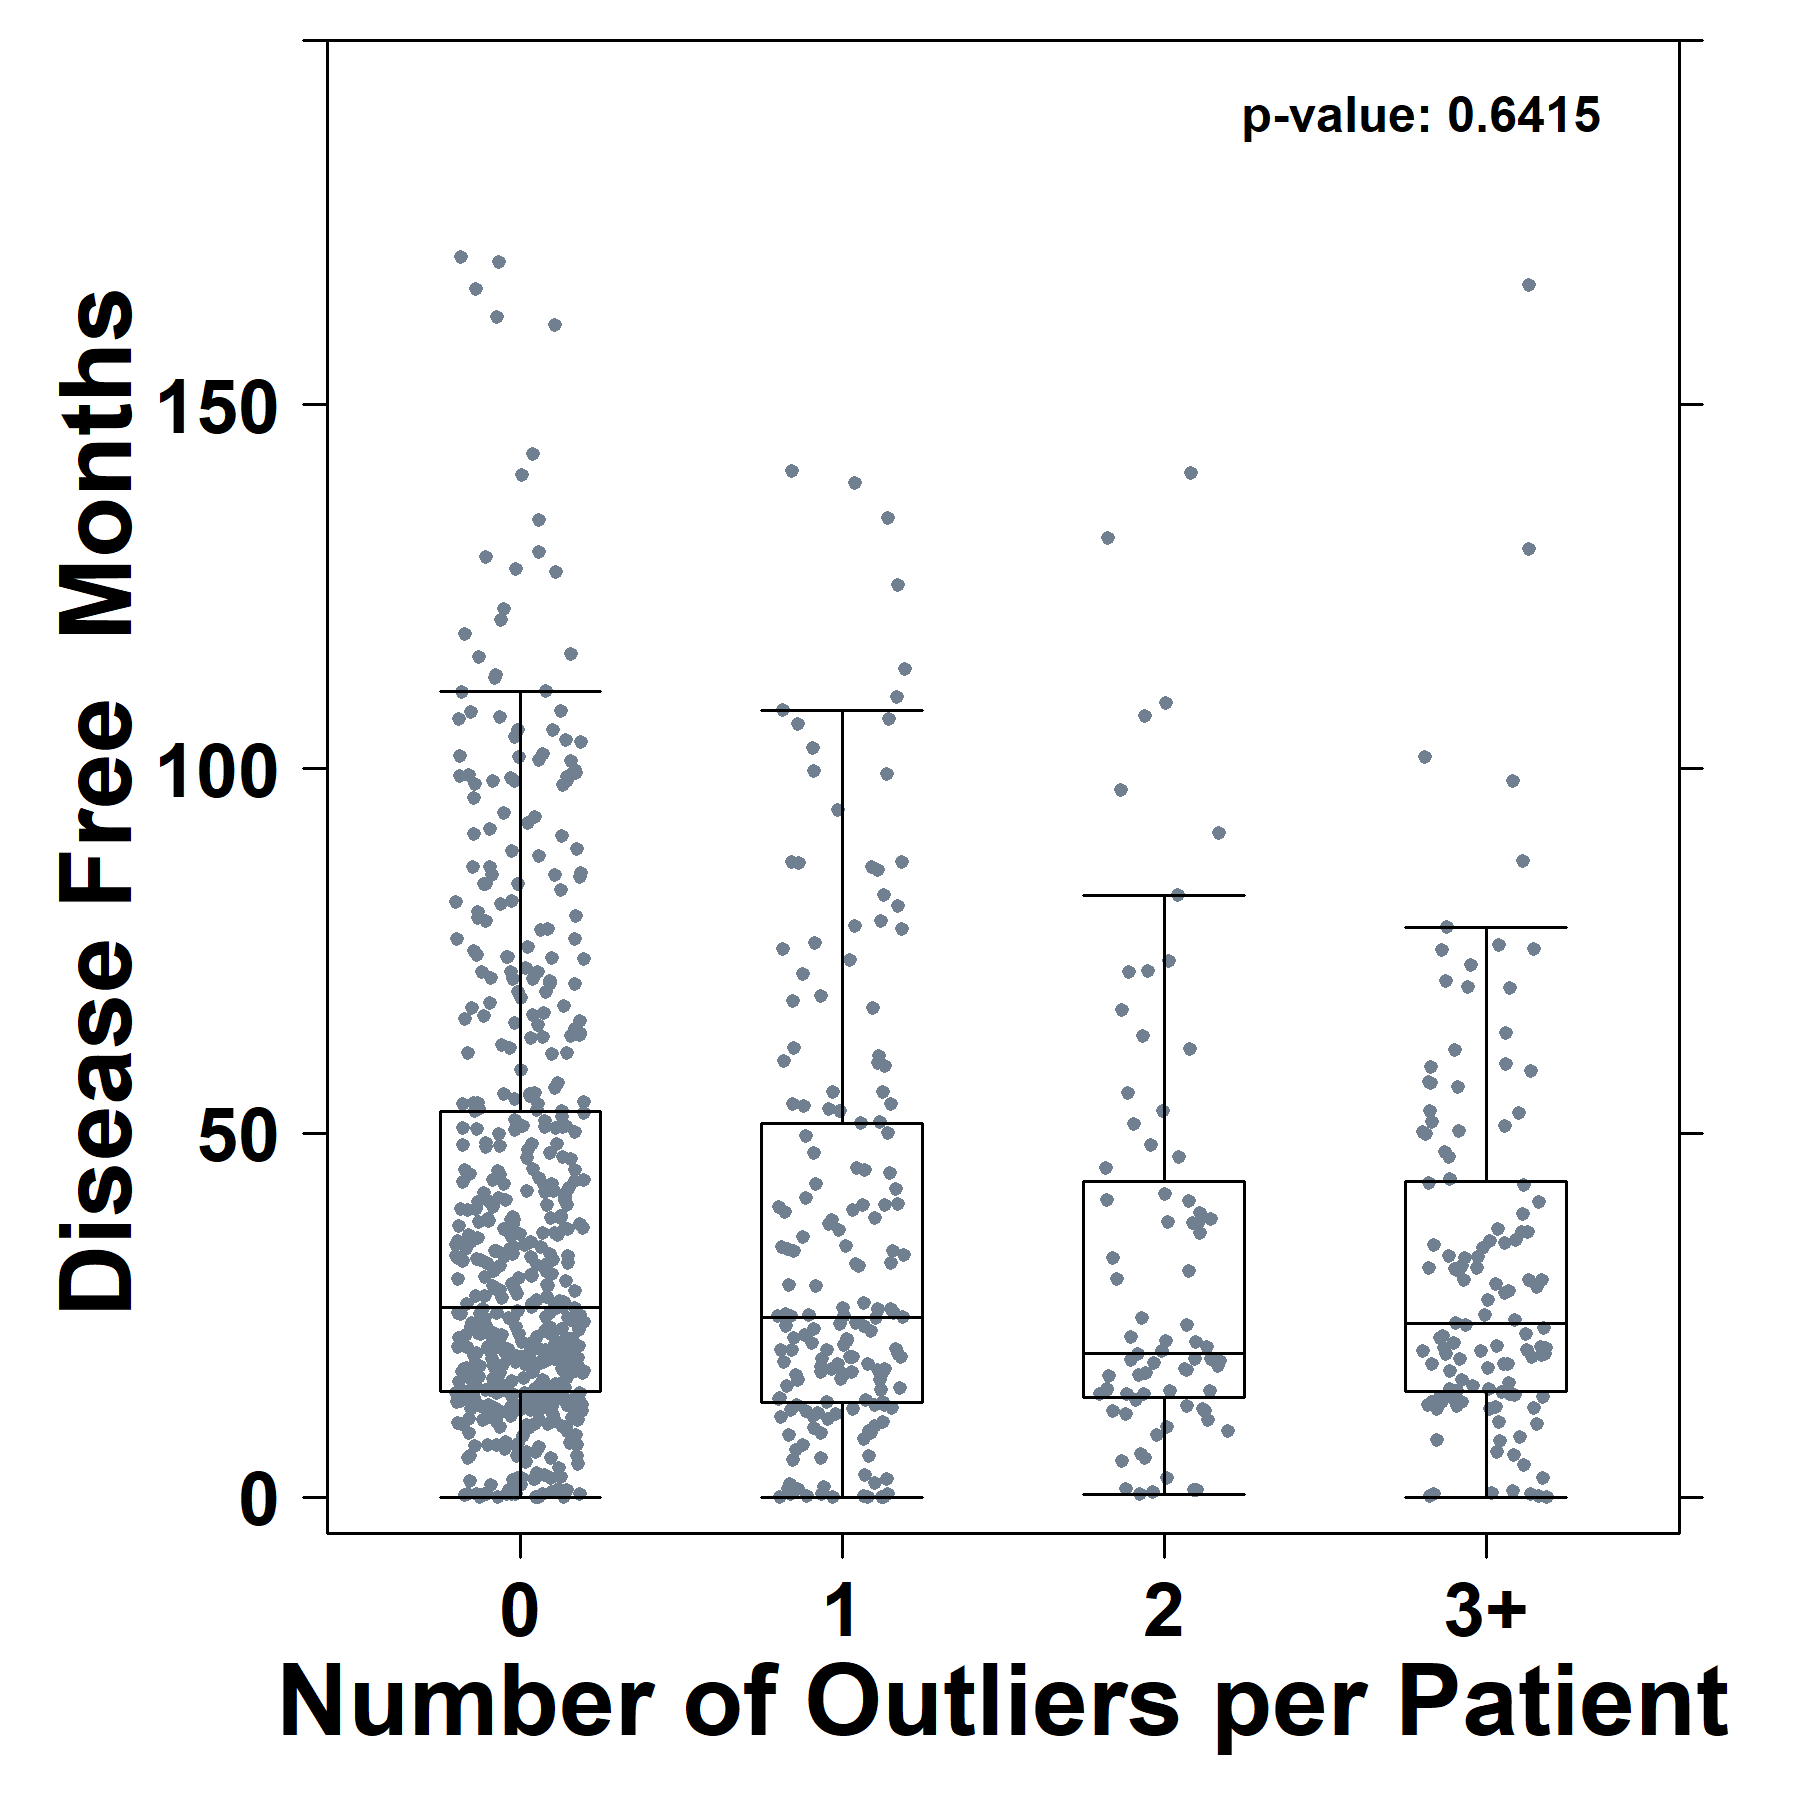 p-value: 0.6415
Disease Free Months
150
100
50
0
0 1 2 3+
Number of Outliers per Patient